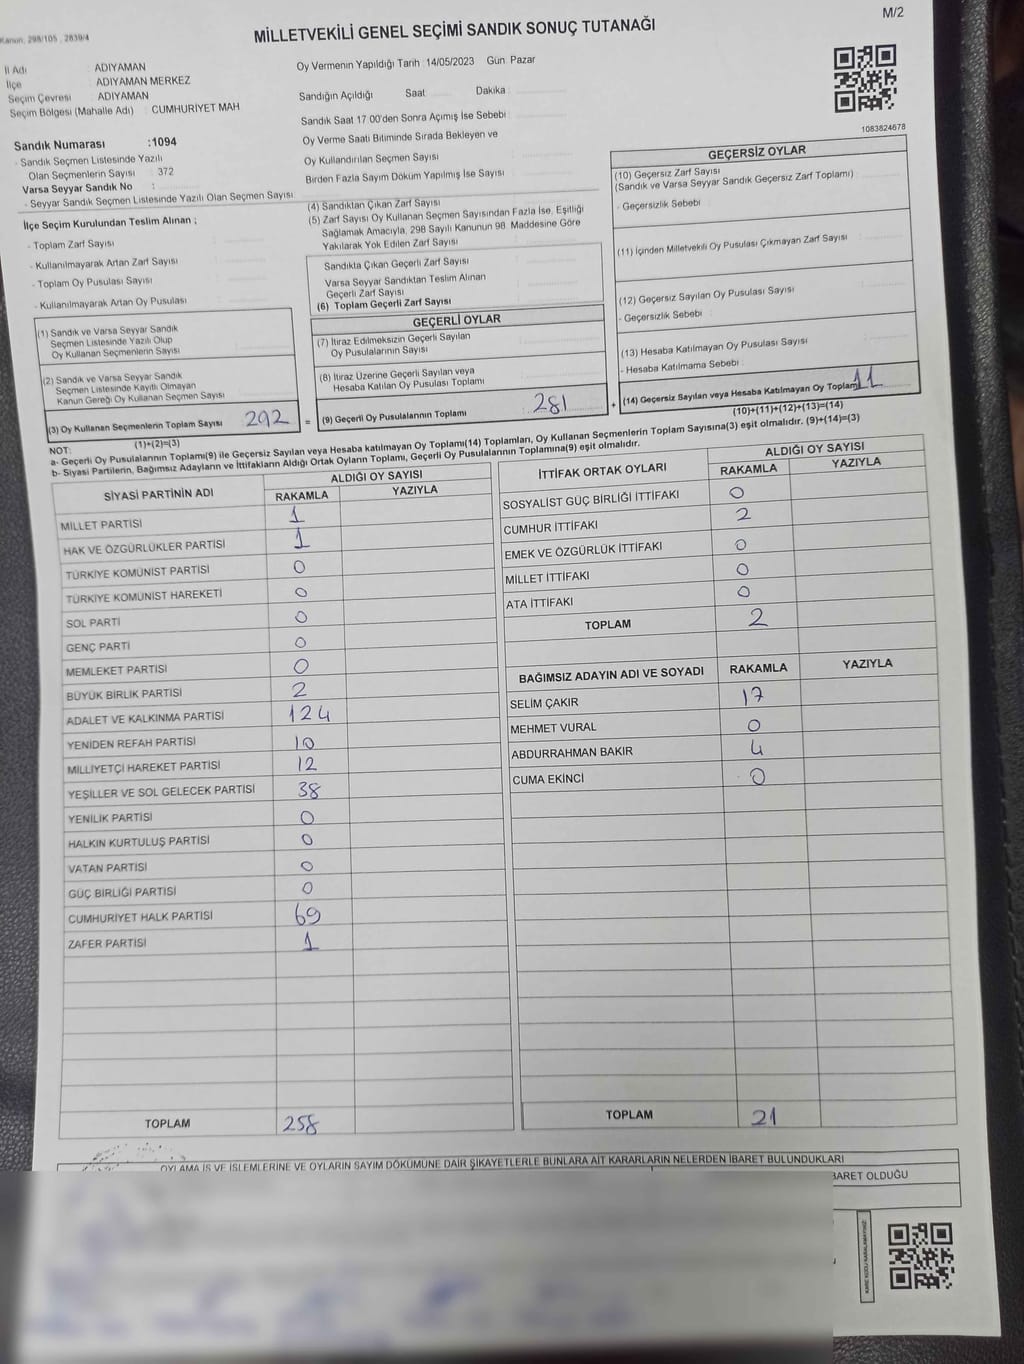 Kanun, 298/105 , 2839/4
MİLLETVEKİLİ GENEL SEÇİMİ SANDIK SONUÇ TUTANAĞI
M/2
İl Adı ADIYAMAN
İlçe ADIYAMAN MERKEZ
Seçim Çevresi ADIYAMAN
Seçim Bölgesi (Mahalle Adı) : CUMHURİYET MAH
Sandık Numarası :1094
- Sandık Seçmen Listesinde Yazılı
Olan Seçmenlerin Sayısı : 372
Varsa Seyyar Sandık No :
- Seyyar Sandık Seçmen Listesinde Yazılı Olan Seçmen Sayısı
Oy Vermenin Yapıldığı Tarih : 14/05/2023 Gün : Pazar
Sandığın Açıldığı Saat Dakika
Sandık Saat 17.00'den Sonra Açımış İse Sebebi
Oy Verme Saati Bitiminde Sırada Bekleyen ve
Oy Kullandırılan Seçmen Sayısı
Birden Fazla Sayım Döküm Yapılmış İse Sayısı
1083824678
İlçe Seçim Kurulundan Teslim Alınan ;
- Toplam Zarf Sayısı
- Kullanılmayarak Artan Zarf Sayısı
- Toplam Oy Pusulası Sayısı
- Kullanılmayarak Artan Oy Pusulası
(4) Sandıktan Çıkan Zarf Sayısı
(5) Zarf Sayısı Oy Kullanan Seçmen Sayısından Fazla İse, Eşitliği
Sağlamak Amacıyla, 298 Sayılı Kanunun 98. Maddesine Göre
Yakılarak Yok Edilen Zarf Sayısı
Sandıkta Çıkan Geçerli Zarf Sayısı
Varsa Seyyar Sandıktan Teslim Alınan
Geçerli Zarf Sayısı
(6) Toplam Geçerli Zarf Sayısı
GEÇERSİZ OYLAR
(10) Geçersiz Zarf Sayısı
(Sandık ve Varsa Seyyar Sandık Geçersiz Zarf Toplamı)
- Geçersizlik Sebebi
(11) İçinden Milletvekili Oy Pusulası Çıkmayan Zarf Sayısı
(12) Geçersiz Sayılan Oy Pusulası Sayısı
- Geçersizlik Sebebi
(13) Hesaba Katılmayan Oy Pusulası Sayısı
- Hesaba Katılmama Sebebi
(14) Geçersiz Sayılan veya Hesaba Katılmayan Oy Toplamı 11
(10)+(11)+(12)+(13)=(14)
(1) Sandık ve Varsa Seyyar Sandık
Seçmen Listesinde Yazılı Olup
Oy Kullanan Seçmenlerin Sayısı
(2) Sandık ve Varsa Seyyar Sandık
Seçmen Listesinde Kayıtlı Olmayan
Kanun Gereği Oy Kullanan Seçmen Sayısı
(3) Oy Kullanan Seçmenlerin Toplam Sayısı 292 =
(1)+(2)=(3)
GEÇERLİ OYLAR
(7) İtiraz Edilmeksizin Geçerli Sayılan
Oy Pusulalarının Sayısı
(8) İtiraz Üzerine Geçerli Sayılan veya
Hesaba Katılan Oy Pusulası Toplamı
(9) Geçerli Oy Pusulalarının Toplamı : 281 +
NOT:
a- Geçerli Oy Pusulalarının Toplamı(9) ile Geçersiz Sayılan veya Hesaba katılmayan Oy Toplamı(14) Toplamları, Oy Kullanan Seçmenlerin Toplam Sayısına(3) eşit olmalıdır. (9)+(14)=(3)
b- Siyasi Partilerin, Bağımsız Adayların ve İttifakların Aldığı Ortak Oyların Toplamı, Geçerli Oy Pusulalarının Toplamına(9) eşit olmalıdır.
SİYASİ PARTİNİN ADI ALDIĞI OY SAYISI
RAKAMLA YAZIYLA
MİLLET PARTİSİ 1
HAK VE ÖZGÜRLÜKLER PARTİSİ 1
TÜRKİYE KOMÜNİST PARTİSİ 0
TÜRKİYE KOMÜNİST HAREKETİ 0
SOL PARTİ 0
GENÇ PARTİ 0
MEMLEKET PARTİSİ 0
BÜYÜK BİRLİK PARTİSİ 2
ADALET VE KALKINMA PARTİSİ 124
YENİDEN REFAH PARTİSİ 10
MİLLİYETÇİ HAREKET PARTİSİ 12
YEŞİLLER VE SOL GELECEK PARTİSİ 38
YENİLİK PARTİSİ 0
HALKIN KURTULUŞ PARTİSİ 0
VATAN PARTİSİ 0
GÜÇ BİRLİĞİ PARTİSİ 0
CUMHURİYET HALK PARTİSİ 69
ZAFER PARTİSİ 1
TOPLAM 258
İTTİFAK ORTAK OYLARI ALDIĞI OY SAYISI
RAKAMLA YAZIYLA
SOSYALİST GÜÇ BİRLİĞİ İTTİFAKI 0
CUMHUR İTTİFAKI 2
EMEK VE ÖZGÜRLÜK İTTİFAKI 0
MİLLET İTTİFAKI 0
ATA İTTİFAKI 0
TOPLAM 2
BAĞIMSIZ ADAYIN ADI VE SOYADI RAKAMLA YAZIYLA
SELİM ÇAKIR 17
MEHMET VURAL 0
ABDURRAHMAN BAKIR 4
CUMA EKİNCİ 0
TOPLAM 21
OYLAMA İŞ VE İŞLEMLERİNE VE OYLARIN SAYIM DÖKÜMÜNE DAİR ŞİKAYETLERLE BUNLARA AİT KARARLARIN NELERDEN İBARET BULUNDUKLARI
BARET OLDUĞU